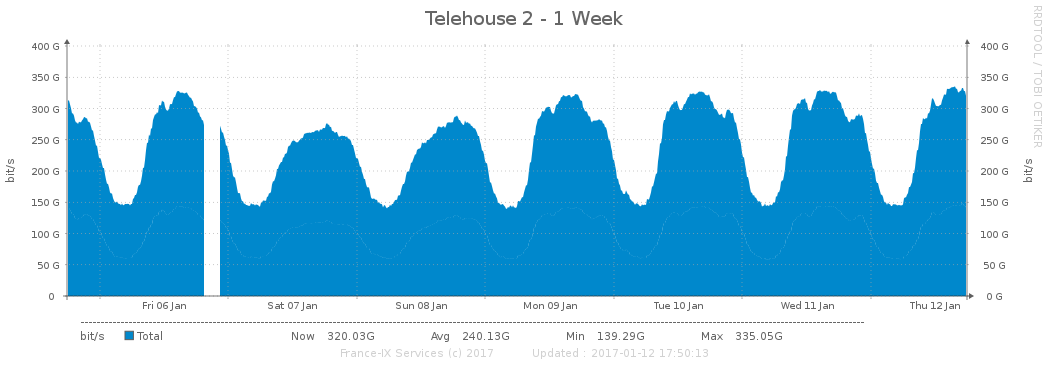 Telehouse 2 - 1 Week
RRDTOOL / TOBI OETIKER
400 G 400 G
350 G 350 G
300 G 300 G
250 G 250 G
200 G 200 G
150 G 150 G
100 G 100 G
50 G 50 G
0 0 G
bit/s
bit/s
Fri 06 Jan Sat 07 Jan Sun 08 Jan Mon 09 Jan Tue 10 Jan Wed 11 Jan Thu 12 Jan
bit/s Total Now 320.03G Avg 240.13G Min 139.29G Max 335.05G
France-IX Services (c) 2017 Updated : 2017-01-12 17:50:13